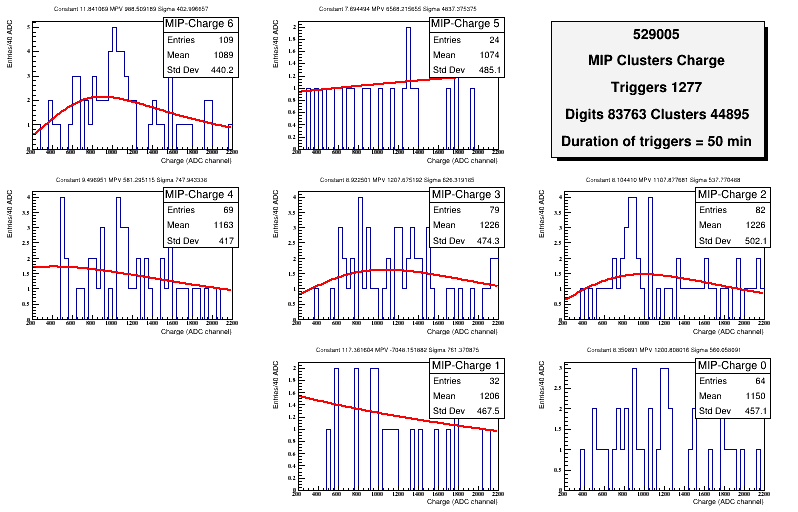 Constant 11.841069 MPV 988.509189 Sigma 402.996657
MIP-Charge 6
Entries 109
Mean 1089
Std Dev 440.2
Entries/40 ADC
Charge (ADC channel)
Constant 7.694494 MPV 6568.215655 Sigma 4837.375375
MIP-Charge 5
Entries 24
Mean 1074
Std Dev 485.1
Entries/40 ADC
Charge (ADC channel)
529005
MIP Clusters Charge
Triggers 1277
Digits 83763 Clusters 44895
Duration of triggers = 50 min
Constant 9.496951 MPV 581.295115 Sigma 747.943336
MIP-Charge 4
Entries 69
Mean 1163
Std Dev 417
Entries/40 ADC
Charge (ADC channel)
Constant 8.922501 MPV 1207.875192 Sigma 626.319165
MIP-Charge 3
Entries 79
Mean 1226
Std Dev 474.3
Entries/40 ADC
Charge (ADC channel)
Constant 8.104410 MPV 1107.877681 Sigma 537.770488
MIP-Charge 2
Entries 82
Mean 1226
Std Dev 502.1
Entries/40 ADC
Charge (ADC channel)
Constant 117.361604 MPV -7048.151882 Sigma 761.370875
MIP-Charge 1
Entries 32
Mean 1206
Std Dev 467.5
Entries/40 ADC
Charge (ADC channel)
Constant 8.350891 MPV 1200.808016 Sigma 560.658691
MIP-Charge 0
Entries 64
Mean 1150
Std Dev 457.1
Entries/40 ADC
Charge (ADC channel)